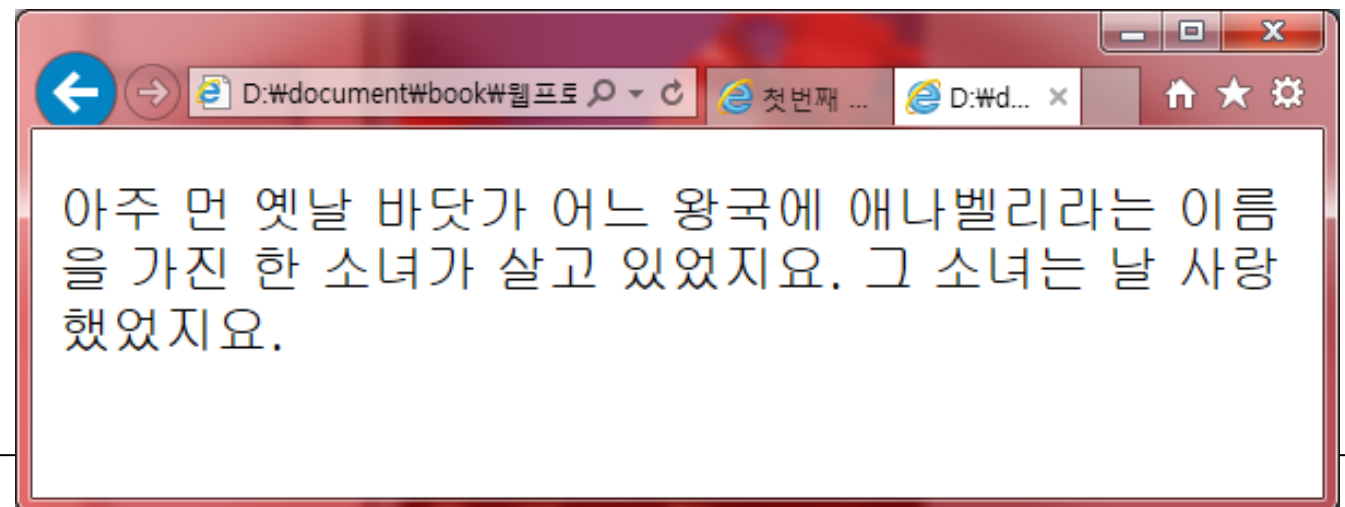 D:₩document₩book₩웹프로 첫번째 ... D:₩d...
아주 먼 옛날 바닷가 어느 왕국에 애나벨리라는 이름
을 가진 한 소녀가 살고 있었지요. 그 소녀는 날 사랑
했었지요.